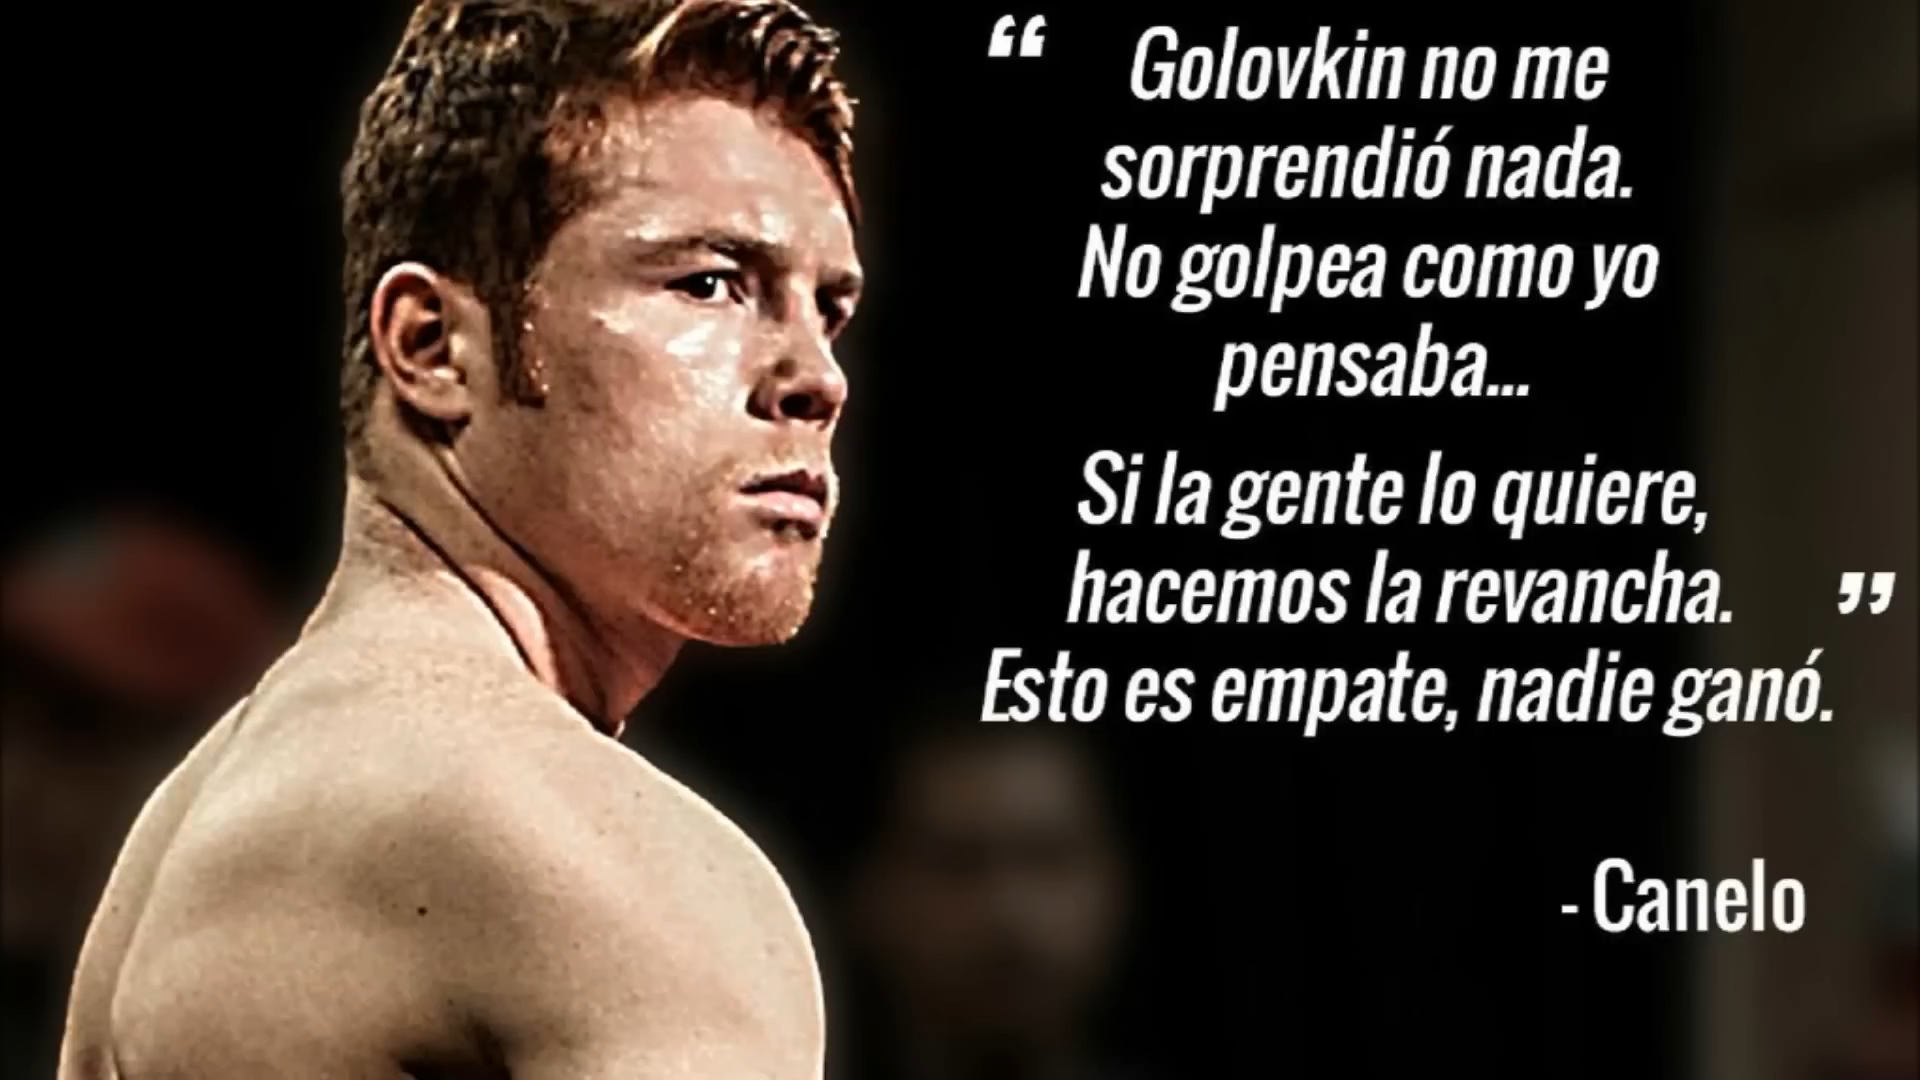 “ Golovkin no me
sorprendió nada.
No golpea como yo
pensaba...
Si la gente lo quiere,
hacemos la revancha. ”
Esto es empate, nadie ganó.
- Canelo